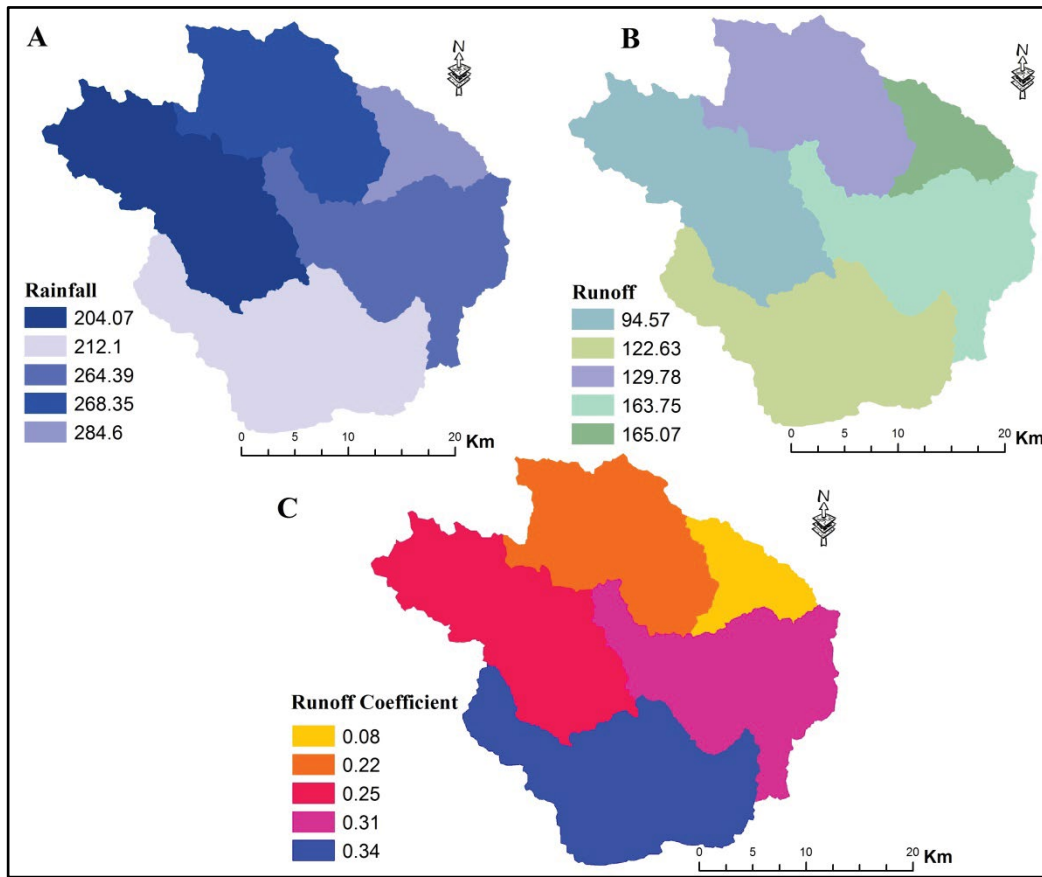 A
N
Rainfall
204.07
212.1
264.39
268.35
284.6
0 5 10 20 Km
B
N
Runoff
94.57
122.63
129.78
163.75
165.07
0 5 10 20 Km
C
N
Runoff Coefficient
0.08
0.22
0.25
0.31
0.34
0 5 10 20 Km